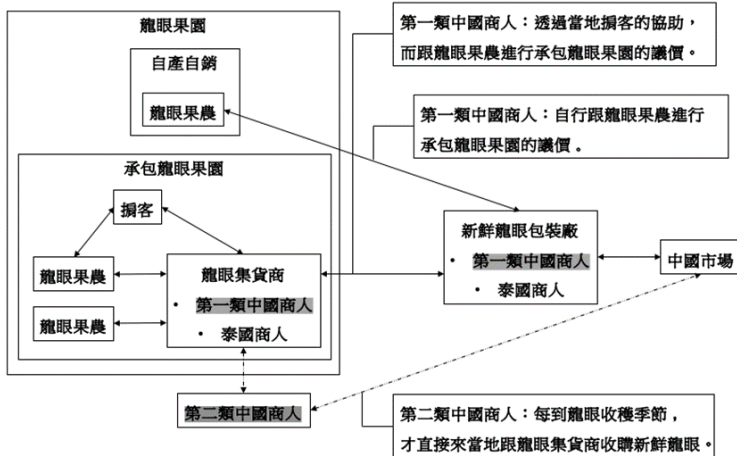 龍眼果園
自產自銷
龍眼果農
承包龍眼果園
掮客
龍眼果農
龍眼果農
龍眼集貨商
• 第一類中國商人
• 泰國商人
第二類中國商人
第一類中國商人：透過當地掮客的協助，
而跟龍眼果農進行承包龍眼果園的議價。
第一類中國商人：自行跟龍眼果農進行
承包龍眼果園的議價。
新鮮龍眼包裝廠
• 第一類中國商人
• 泰國商人
中國市場
第二類中國商人：每到龍眼收穫季節，
才直接來當地跟龍眼集貨商收購新鮮龍眼。